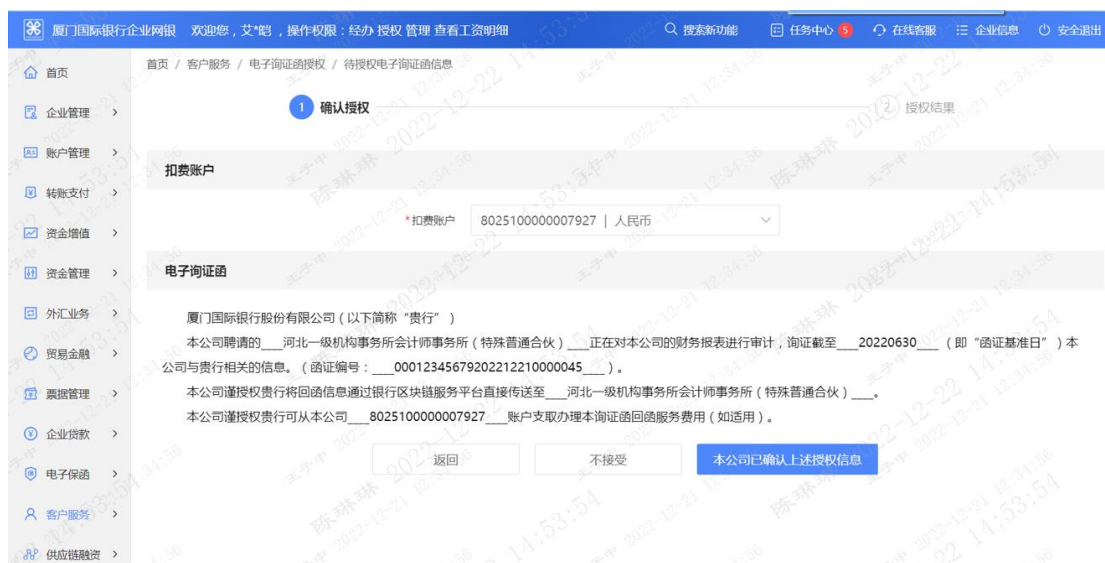 厦门国际银行企业网银 欢迎您，艾*皑 ，操作权限：经办 授权 管理 查看工资明细 搜索新功能 任务中心 5 在线客服 企业信息 安全退出
首页 首页 / 客户服务 / 电子询证函授权 / 待授权电子询证函信息
1 确认授权 2 授权结果
企业管理 >
账户管理 >
扣费账户
转账支付 >
*扣费账户 8025100000007927 | 人民币
资金增值 >
资金管理 >
电子询证函
外汇业务 >
厦门国际银行股份有限公司（以下简称“贵行”）
本公司聘请的___河北一级机构事务所会计师事务所（特殊普通合伙）___正在对本公司的财务报表进行审计，询证截至___20220630___（即“函证基准日”）本
贸易金融 >
公司与贵行相关的信息。（函证编号：___00012345679202212210000045___）。
票据管理 >
本公司谨授权贵行将回函信息通过银行区块链服务平台直接传送至___河北一级机构事务所会计师事务所（特殊普通合伙）___。
本公司谨授权贵行可从本公司___8025100000007927___账户支取办理本询证函回函服务费用（如适用）。
企业贷款 >
返回 不接受 本公司已确认上述授权信息
电子保函 >
客户服务 >
供应链融资 >
陈琳琳 2022-12-22 14:53:54
王子中 2022-12-21 12:34:56